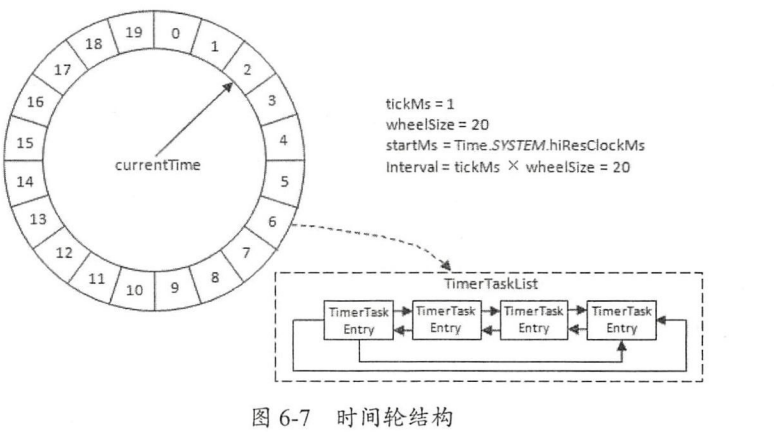 0
1
2
3
4
5
6
7
8
9
10
11
12
13
14
15
16
17
18
19
currentTime
tickMs = 1
wheelSize = 20
startMs = Time.SYSTEM.hiResClockMs
Interval = tickMs × wheelSize = 20
TimerTaskList
TimerTask
Entry
TimerTask
Entry
TimerTask
Entry
TimerTask
Entry
图 6-7 时间轮结构